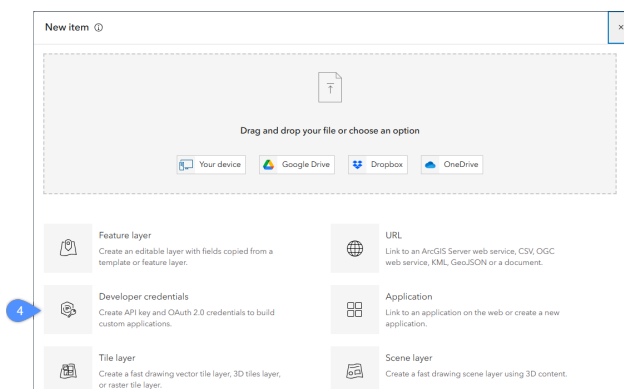 New item
Drag and drop your file or choose an option
Your device
Google Drive
Dropbox
OneDrive
Feature layer
Create an editable layer with fields copied from a
template or feature layer.
URL
Link to an ArcGIS Server web service, CSV, OGC
web service, KML, GeoJSON or a document.
4
Developer credentials
Create API key and OAuth 2.0 credentials to build
custom applications.
Application
Link to an application on the web or create a new
application.
Tile layer
Create a fast drawing vector tile layer, 3D tiles layer,
or raster tile layer.
Scene layer
Create a fast drawing scene layer using 3D content.